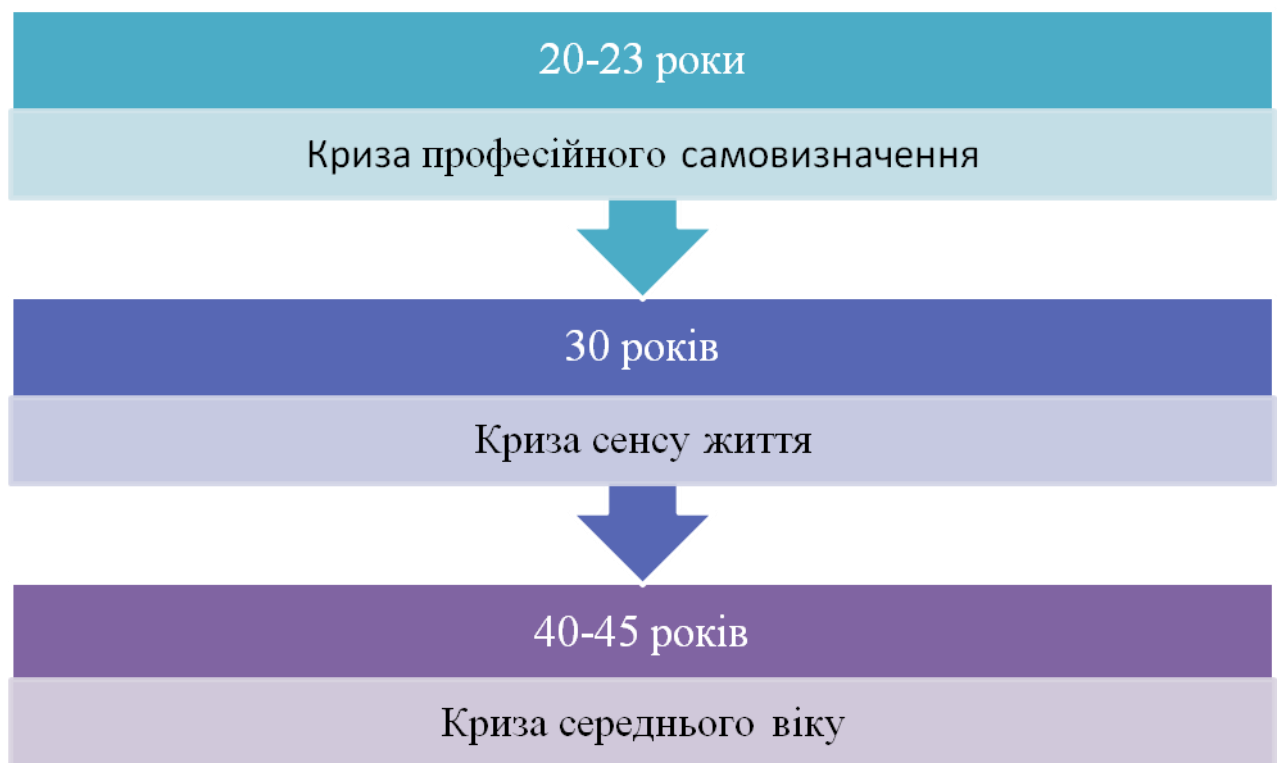 20-23 роки
Криза професійного самовизначення
30 років
Криза сенсу життя
40-45 років
Криза середнього віку